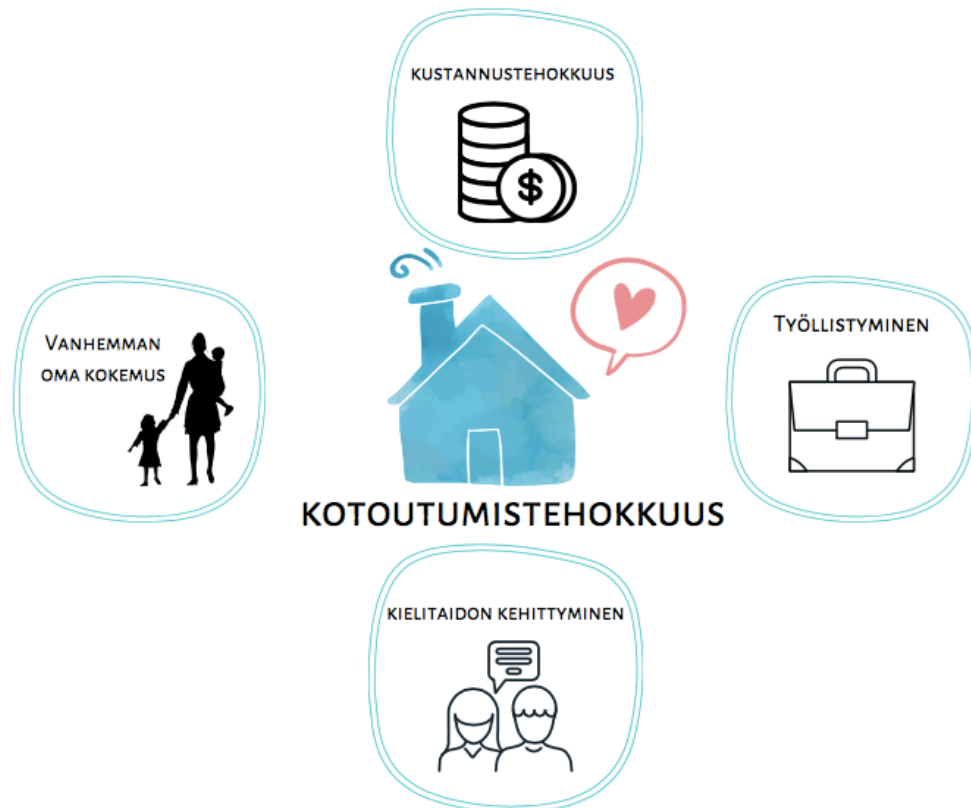 KUSTANNUSTEHOKKUUS
$
VANHEMMAN
OMA KOKEMUS
TYÖLLISTYMINEN
KOTOUTUMISTEHOKKUUS
KIELITAIDON KEHITTYMINEN